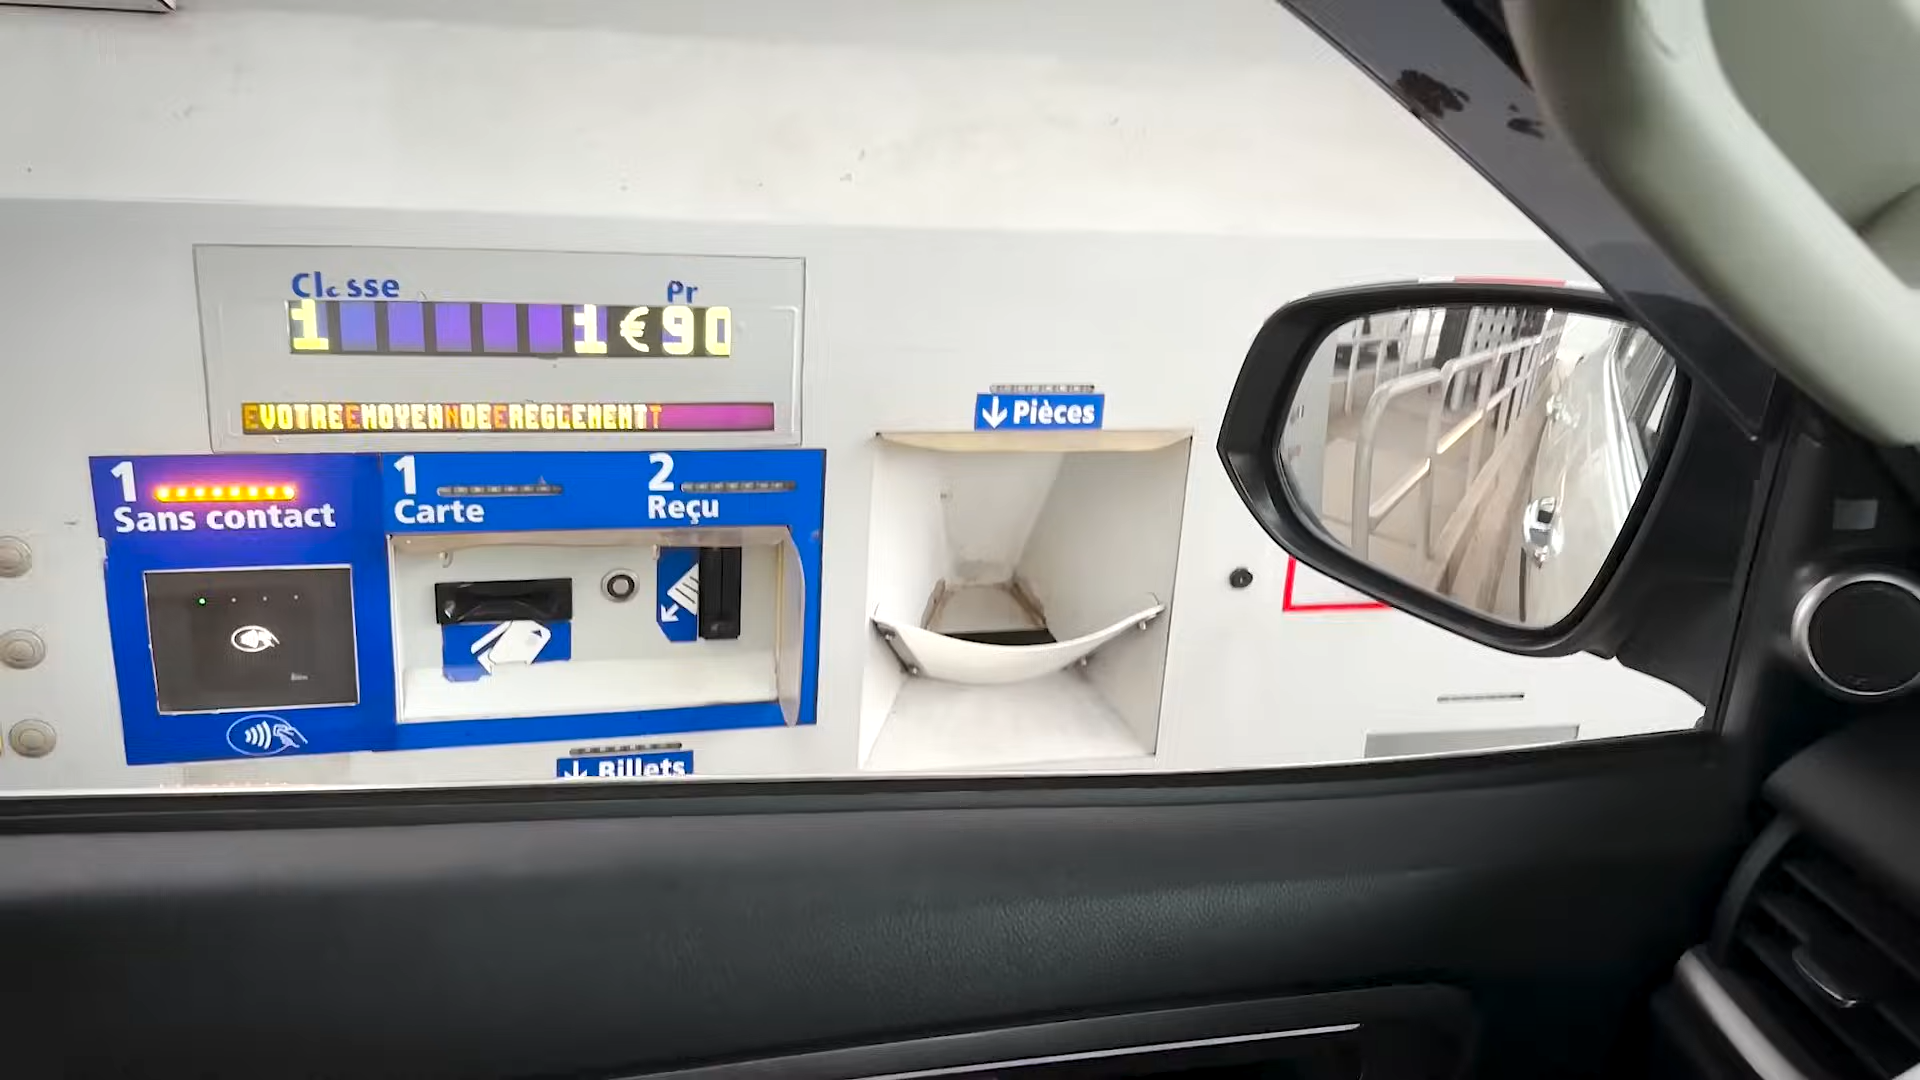 Classe Pr
1 1€90
VOTRE MOYEN DE REGLEMENT
↓ Pièces
1 Sans contact
1 Carte
2 Reçu
↓ Billets